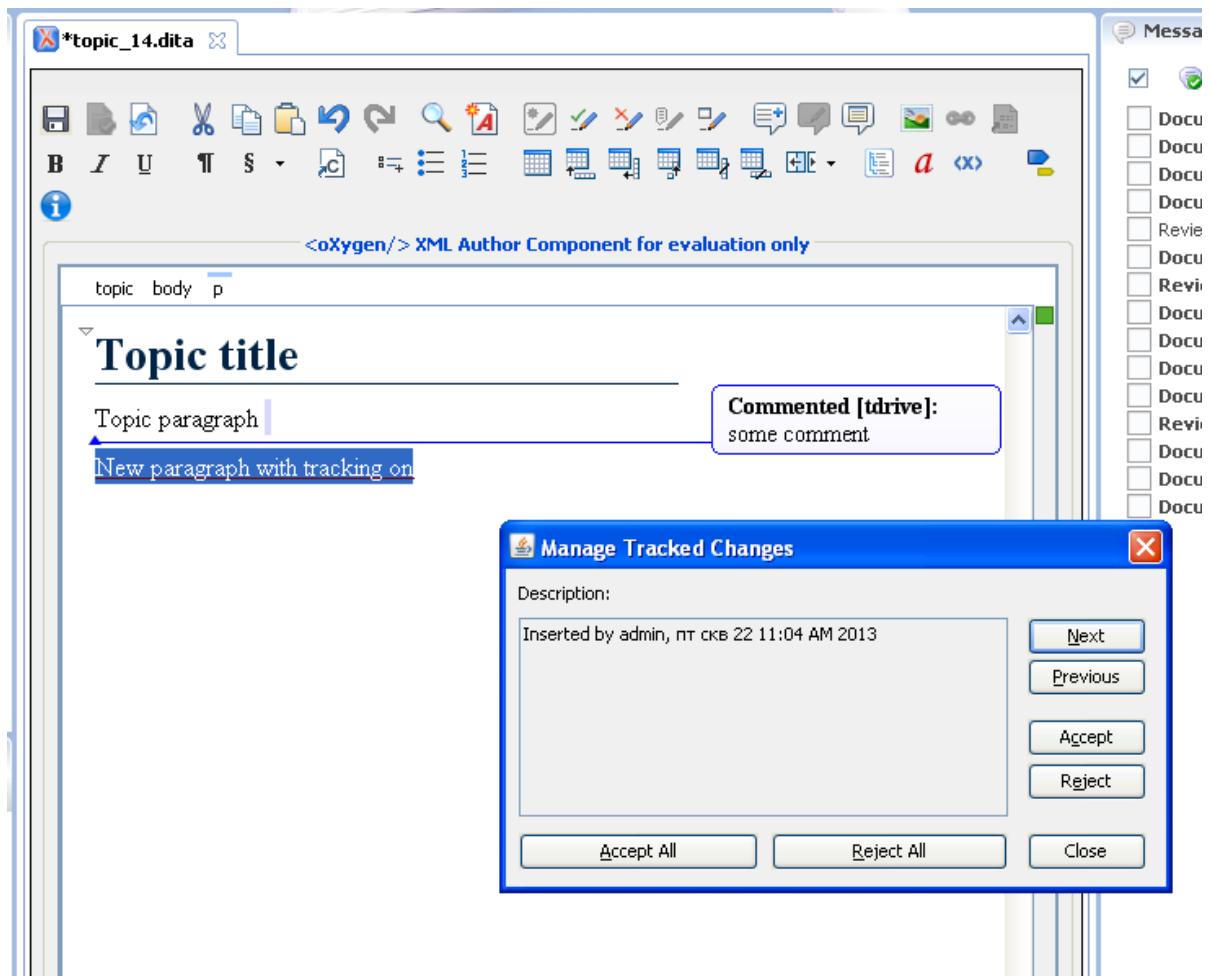 *topic_14.dita
Messa
B I U ¶ §
<oXygen/> XML Author Component for evaluation only
topic body p
Topic title
Topic paragraph
Commented [tdrive]:
some comment
New paragraph with tracking on
Docu
Docu
Docu
Docu
Revie
Docu
Revi
Docu
Docu
Docu
Docu
Revi
Docu
Docu
Docu
Manage Tracked Changes
Description:
Inserted by admin, пт скв 22 11:04 AM 2013
Next
Previous
Accept
Reject
Accept All
Reject All
Close